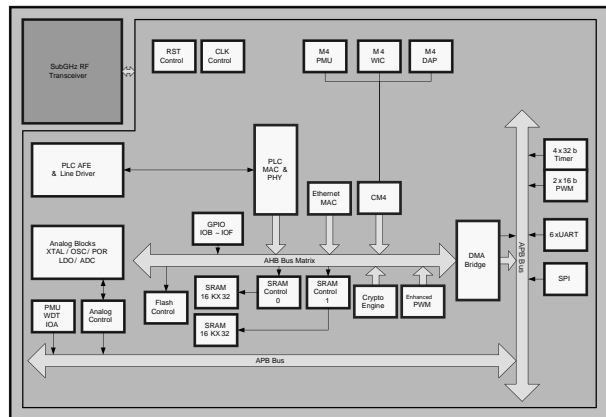 SubGHz RF
Transceiver
RST
Control
CLK
Control
M4
PMU
M4
WIC
M4
DAP
PLC AFE
& Line Driver
PLC
MAC &
PHY
Ethernet
MAC
CM4
4 x 32 b
Timer
2 x 16 b
PWM
GPIO
IOB ~ IOF
6 xUART
Analog Blocks
XTAL / OSC / POR
LDO / ADC
AHB Bus Matrix
DMA
Bridge
APB Bus
SPI
PMU
WDT
IOA
Analog
Control
Flash
Control
SRAM
16 KX 32
SRAM
Control
0
SRAM
Control
1
Crypto
Engine
Enhanced
PWM
SRAM
16 KX 32
APB Bus